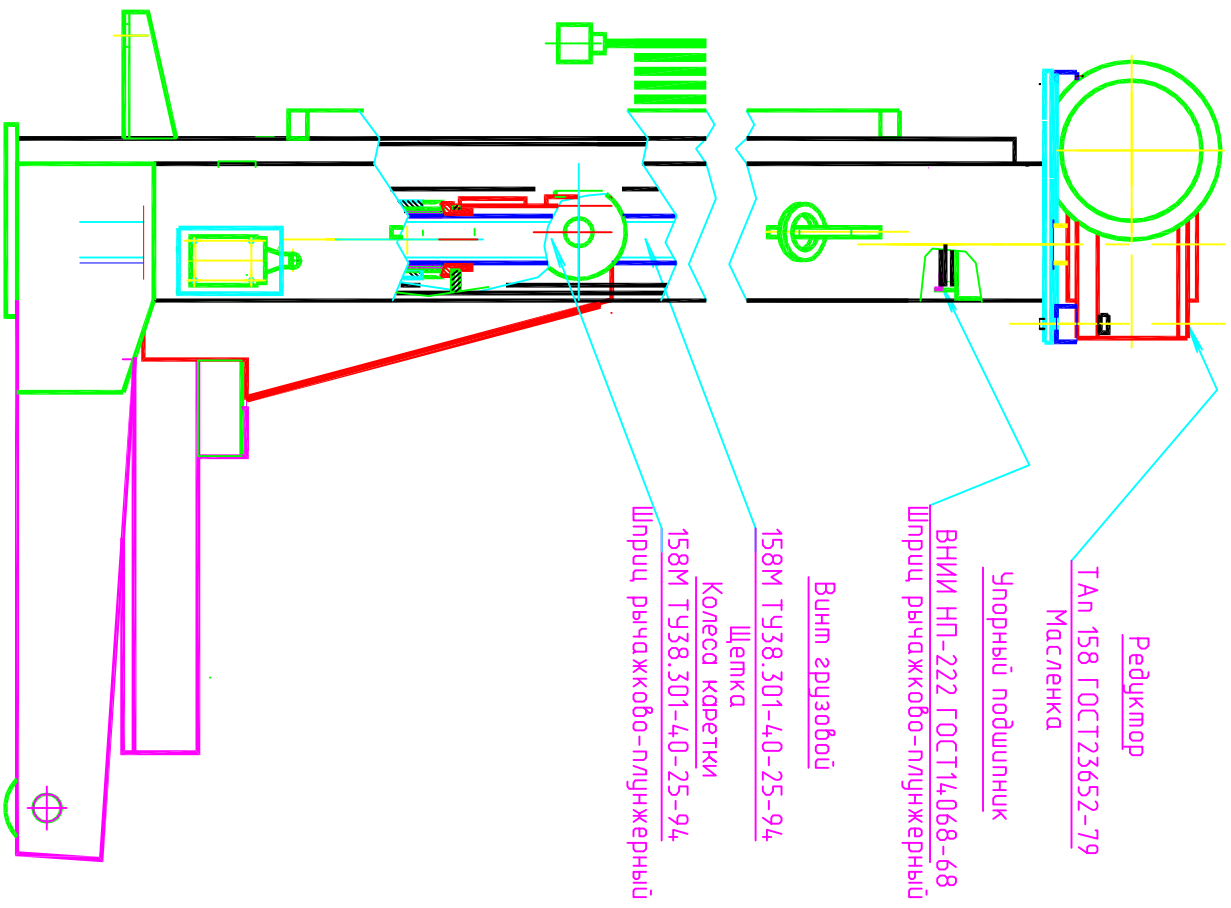 Редуктор
ТАп 158 ГОСТ23652-79
Масленка
Упорный подшипник
ВНИИ НП-222 ГОСТ14068-68
Шприц рычажково-плунжерный
Винт грузовой
158М ТУ38.301-40-25-94
Щетка
Колеса каретки
158М ТУ38.301-40-25-94
Шприц рычажково-плунжерный